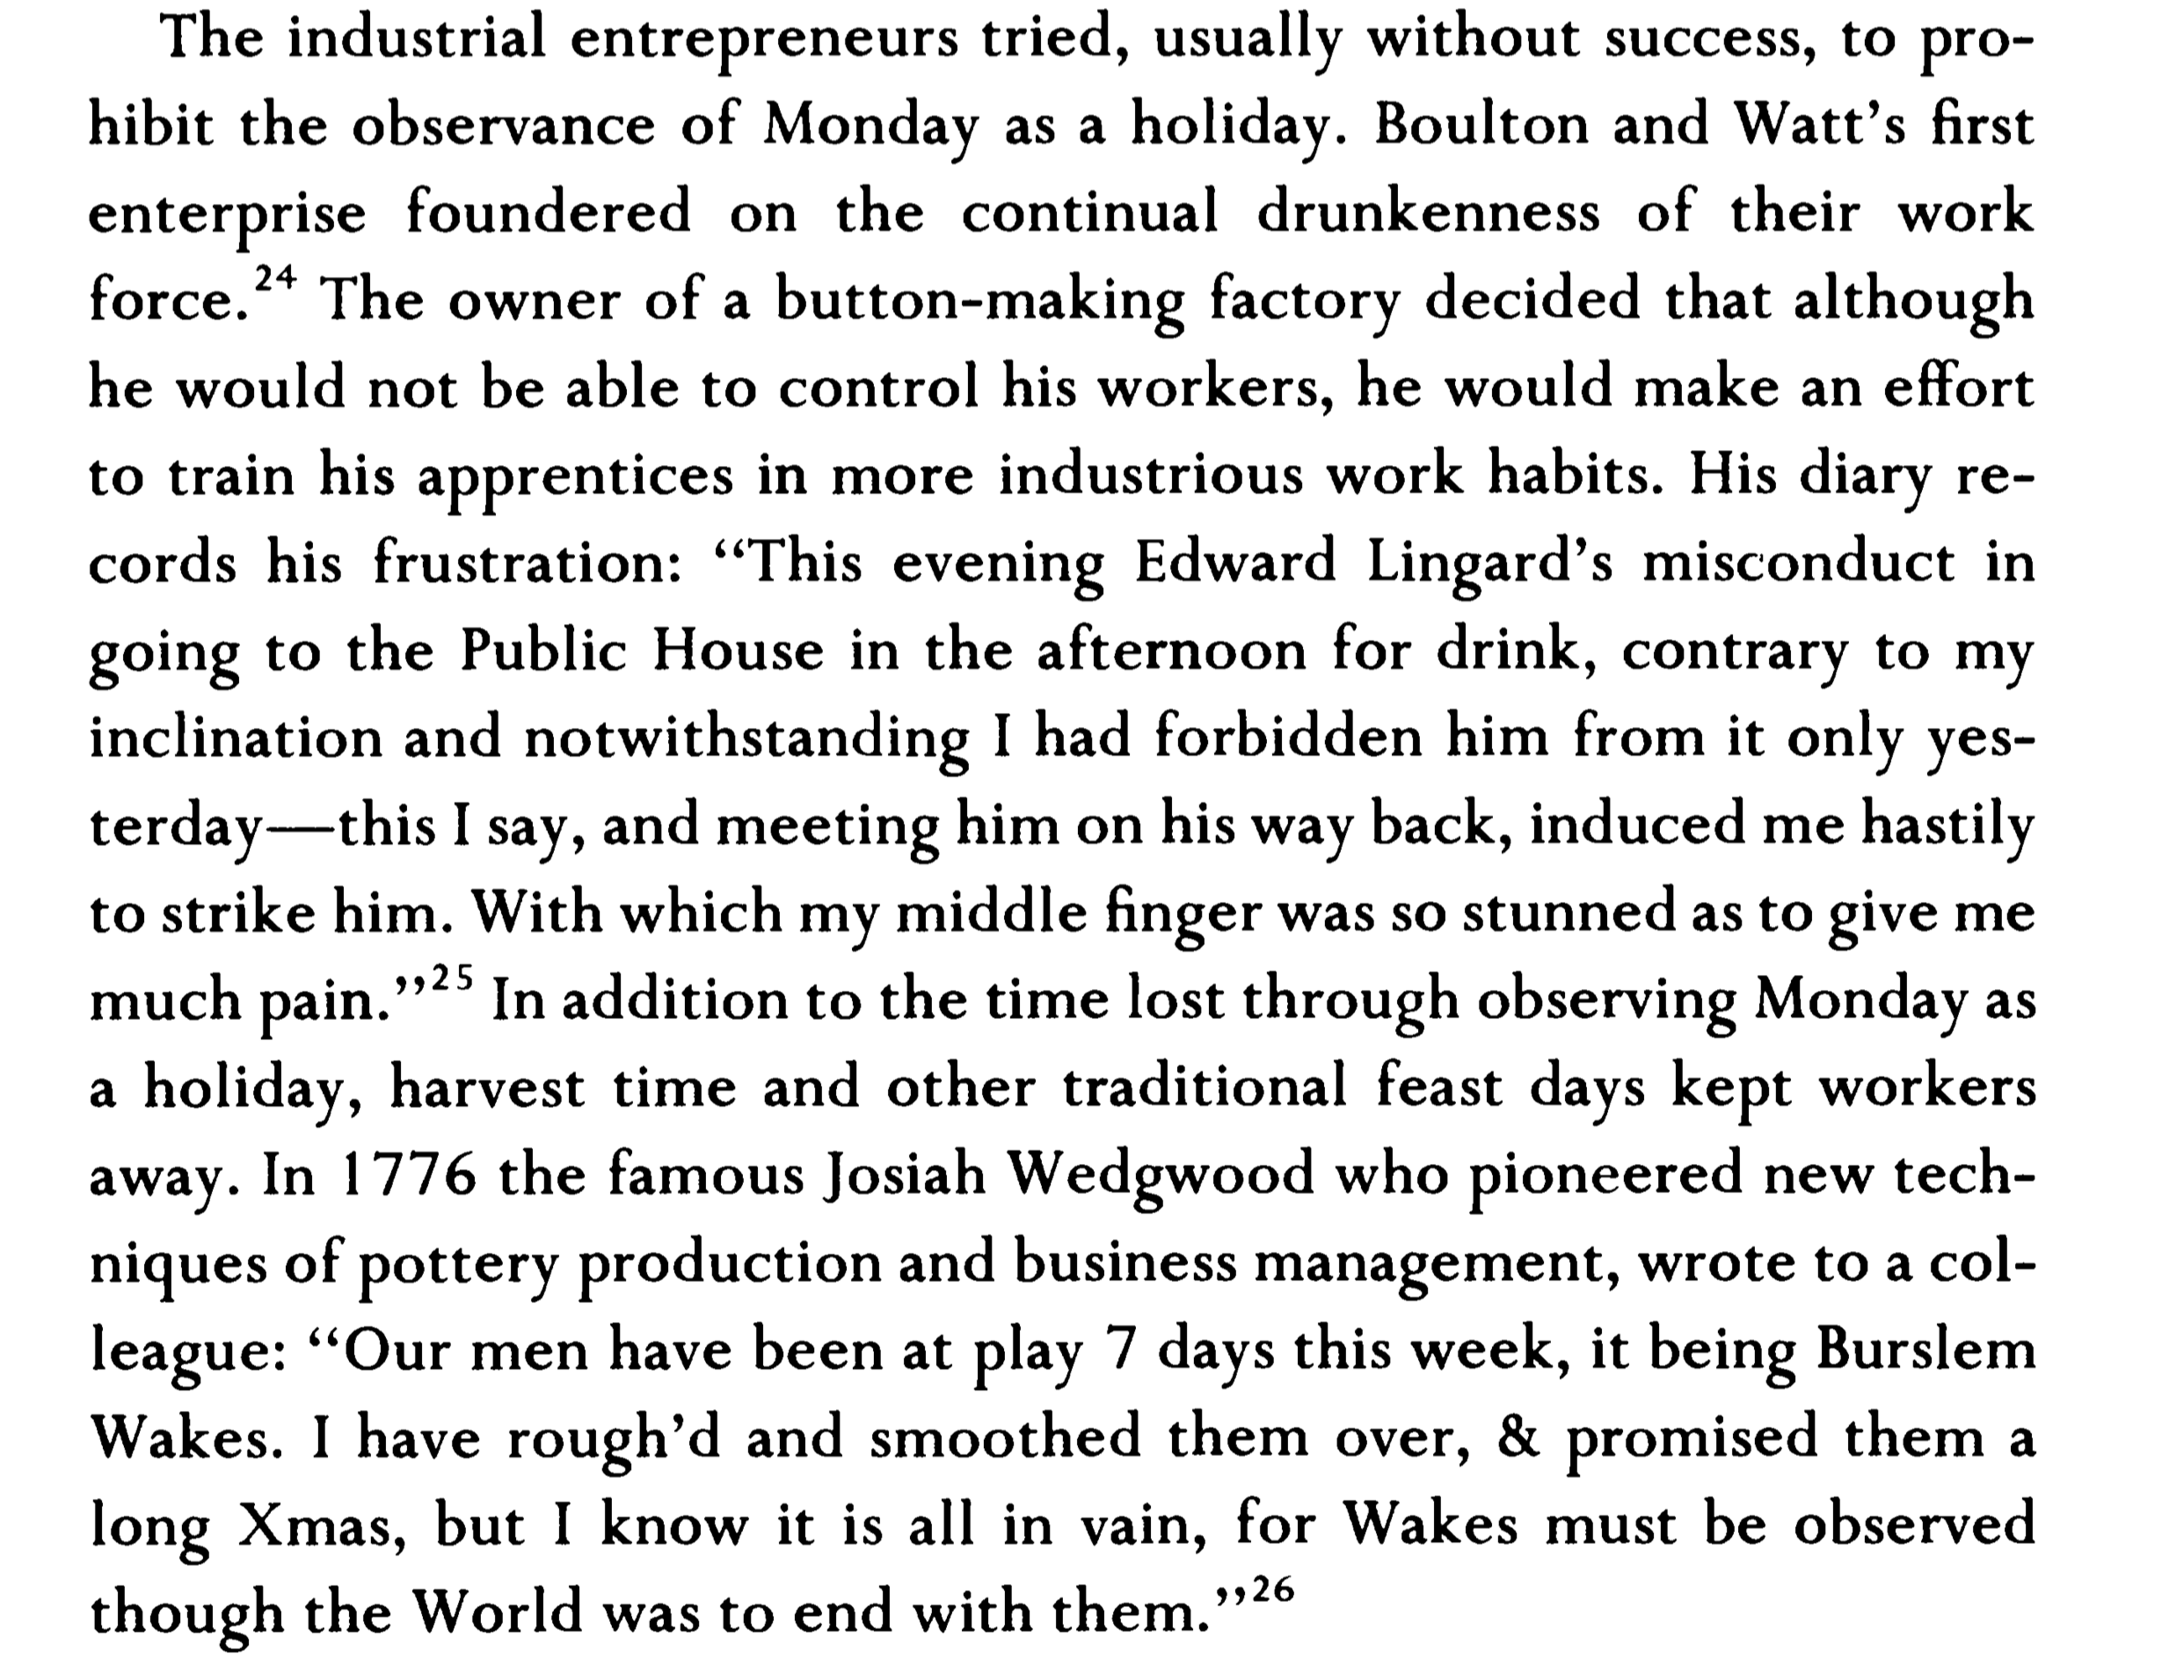 The industrial entrepreneurs tried, usually without success, to pro-
hibit the observance of Monday as a holiday. Boulton and Watt’s first
enterprise foundered on the continual drunkenness of their work
force.24 The owner of a button-making factory decided that although
he would not be able to control his workers, he would make an effort
to train his apprentices in more industrious work habits. His diary re-
cords his frustration: “This evening Edward Lingard’s misconduct in
going to the Public House in the afternoon for drink, contrary to my
inclination and notwithstanding I had forbidden him from it only yes-
terday—this I say, and meeting him on his way back, induced me hastily
to strike him. With which my middle finger was so stunned as to give me
much pain.”25 In addition to the time lost through observing Monday as
a holiday, harvest time and other traditional feast days kept workers
away. In 1776 the famous Josiah Wedgwood who pioneered new tech-
niques of pottery production and business management, wrote to a col-
league: “Our men have been at play 7 days this week, it being Burslem
Wakes. I have rough’d and smoothed them over, & promised them a
long Xmas, but I know it is all in vain, for Wakes must be observed
though the World was to end with them.”26